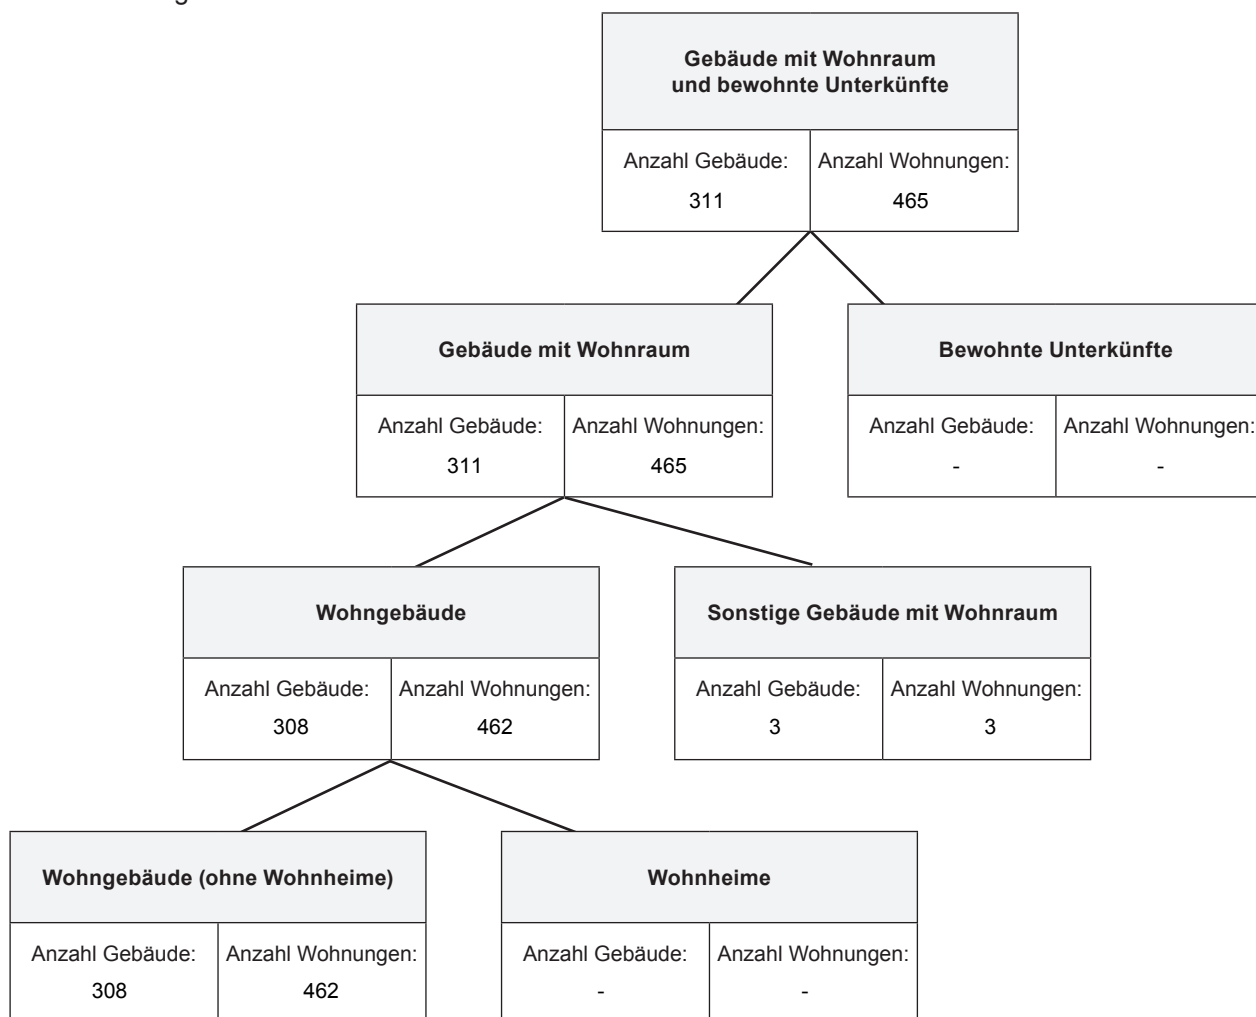 Gebäude mit Wohnraum
und bewohnte Unterkünfte
Anzahl Gebäude: Anzahl Wohnungen:
311 465
Gebäude mit Wohnraum Bewohnte Unterkünfte
Anzahl Gebäude: Anzahl Wohnungen: Anzahl Gebäude: Anzahl Wohnungen:
311 465 - -
Wohngebäude Sonstige Gebäude mit Wohnraum
Anzahl Gebäude: Anzahl Wohnungen: Anzahl Gebäude: Anzahl Wohnungen:
308 462 3 3
Wohngebäude (ohne Wohnheime) Wohnheime
Anzahl Gebäude: Anzahl Wohnungen: Anzahl Gebäude: Anzahl Wohnungen:
308 462 - -